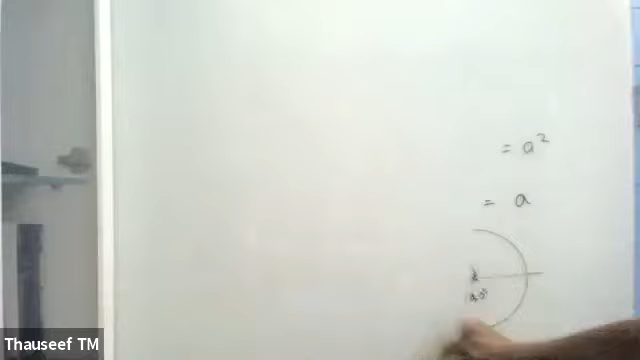 = a²
= a
Thauseef TM